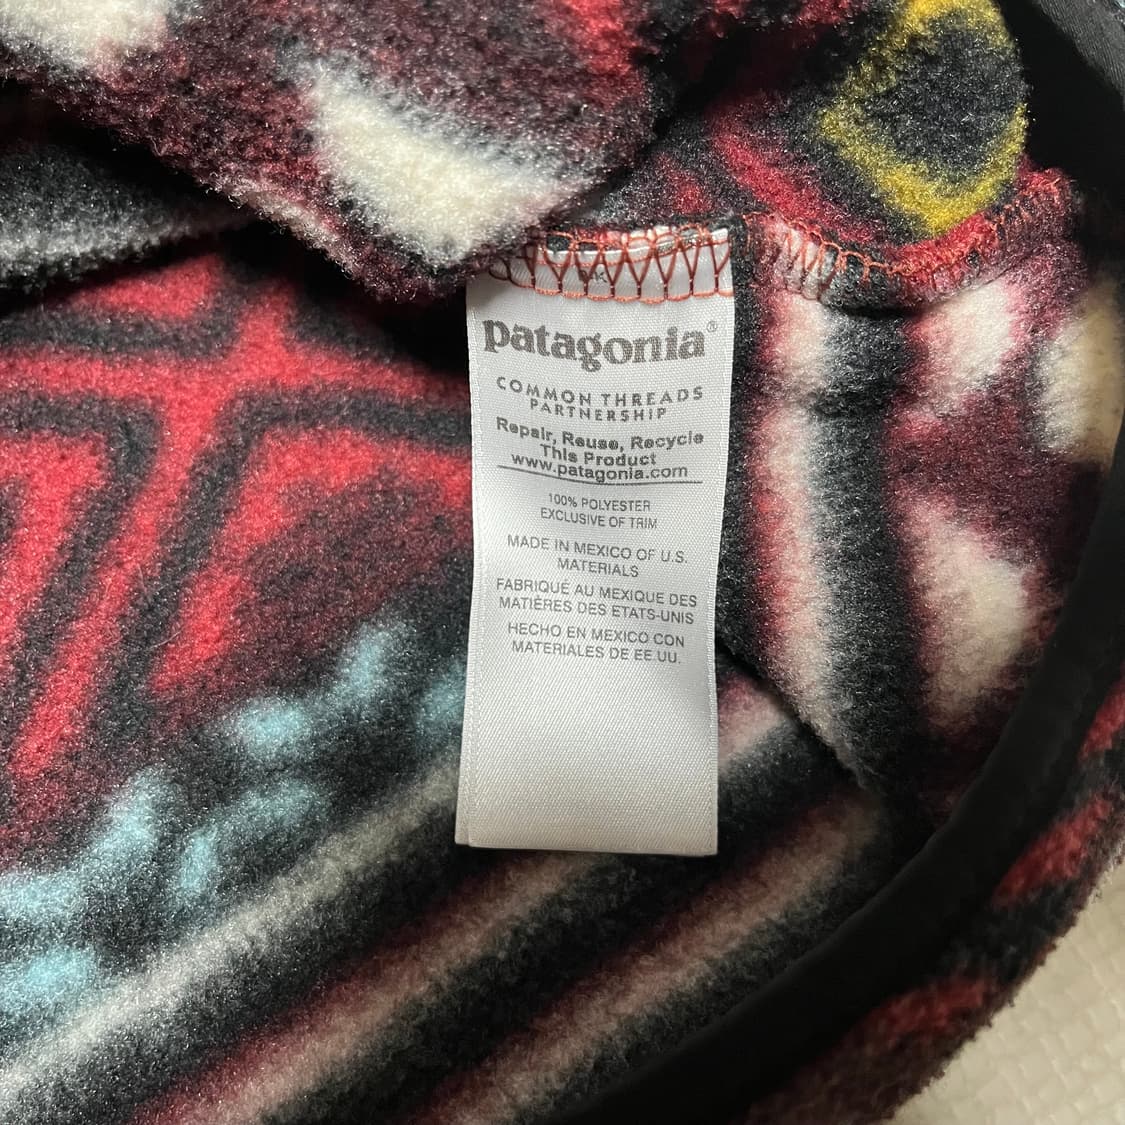 patagonia®
COMMON THREADS
PARTNERSHIP
Repair, Reuse, Recycle
This Product
www.patagonia.com
100% POLYESTER
EXCLUSIVE OF TRIM
MADE IN MEXICO OF U.S.
MATERIALS
FABRIQUÉ AU MEXIQUE DES
MATIÈRES DES ETATS-UNIS
HECHO EN MEXICO CON
MATERIALES DE EE.UU.